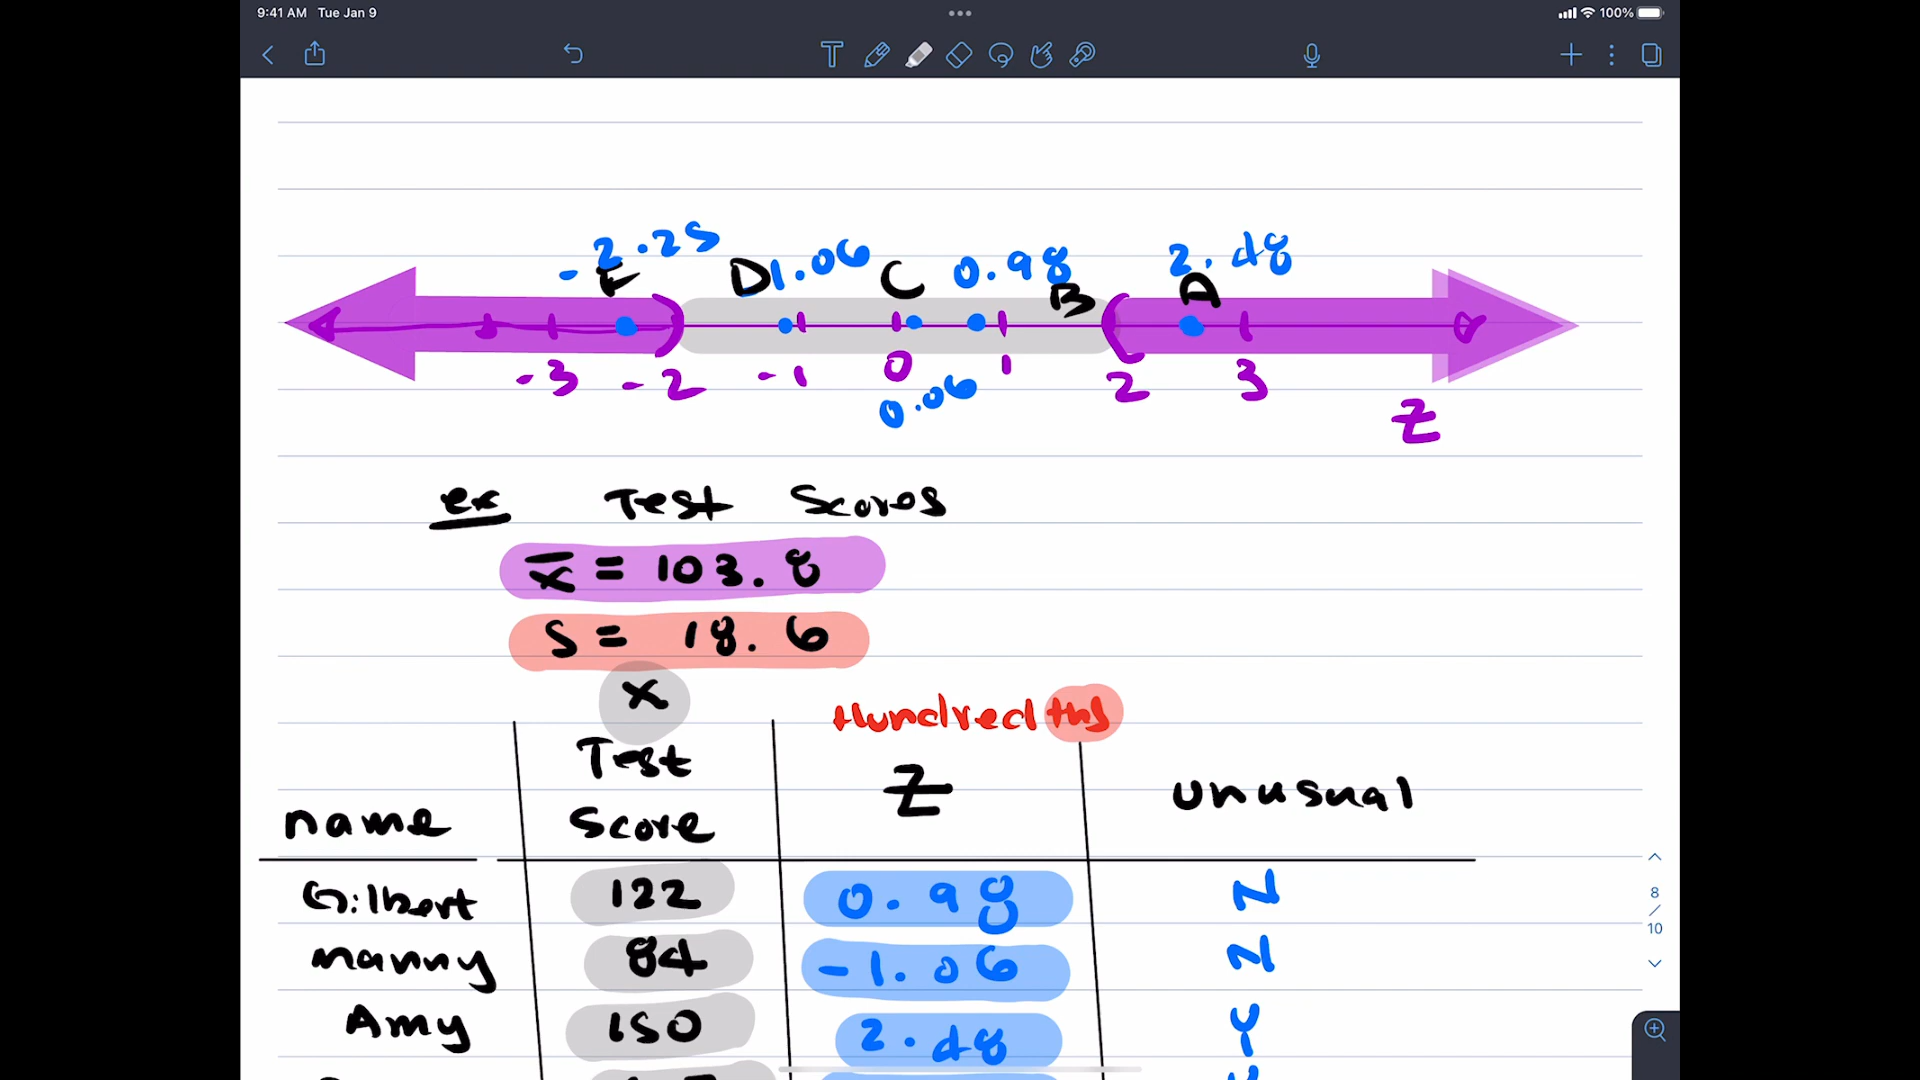 9:41 AM Tue Jan 9
100%
-2.25 D 1.06 C 0.98 B 2.48 A
F
-3 -2 -1 0 1 2 3
0.06
Z
ex Test Scores
x̄ = 103.8
s = 18.6
x
Hundredths
Test
Z
unusual
name Score
Gilbert 122 0.98 N
manny 84 -1.06 N
Amy 150 2.48 Y
8
/
10